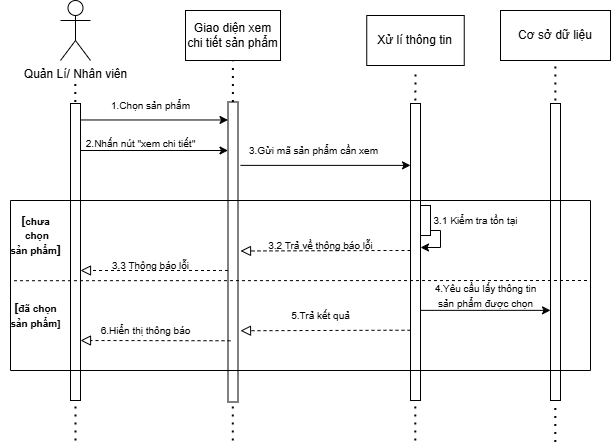 Giao diện xem
chi tiết sản phẩm
Xử lí thông tin
Cơ sở dữ liệu
Quản Lí/ Nhân viên
1.Chọn sản phẩm
2.Nhấn nút "xem chi tiết"
3.Gửi mã sản phẩm cần xem
[chưa
chọn
sản phẩm]
3.1 Kiểm tra tồn tại
3.2 Trả về thông báo lỗi
3.3 Thông báo lỗi
4.Yêu cầu lấy thông tin
sản phẩm được chọn
[đã chọn
sản phẩm]
5.Trả kết quả
6.Hiển thị thông báo